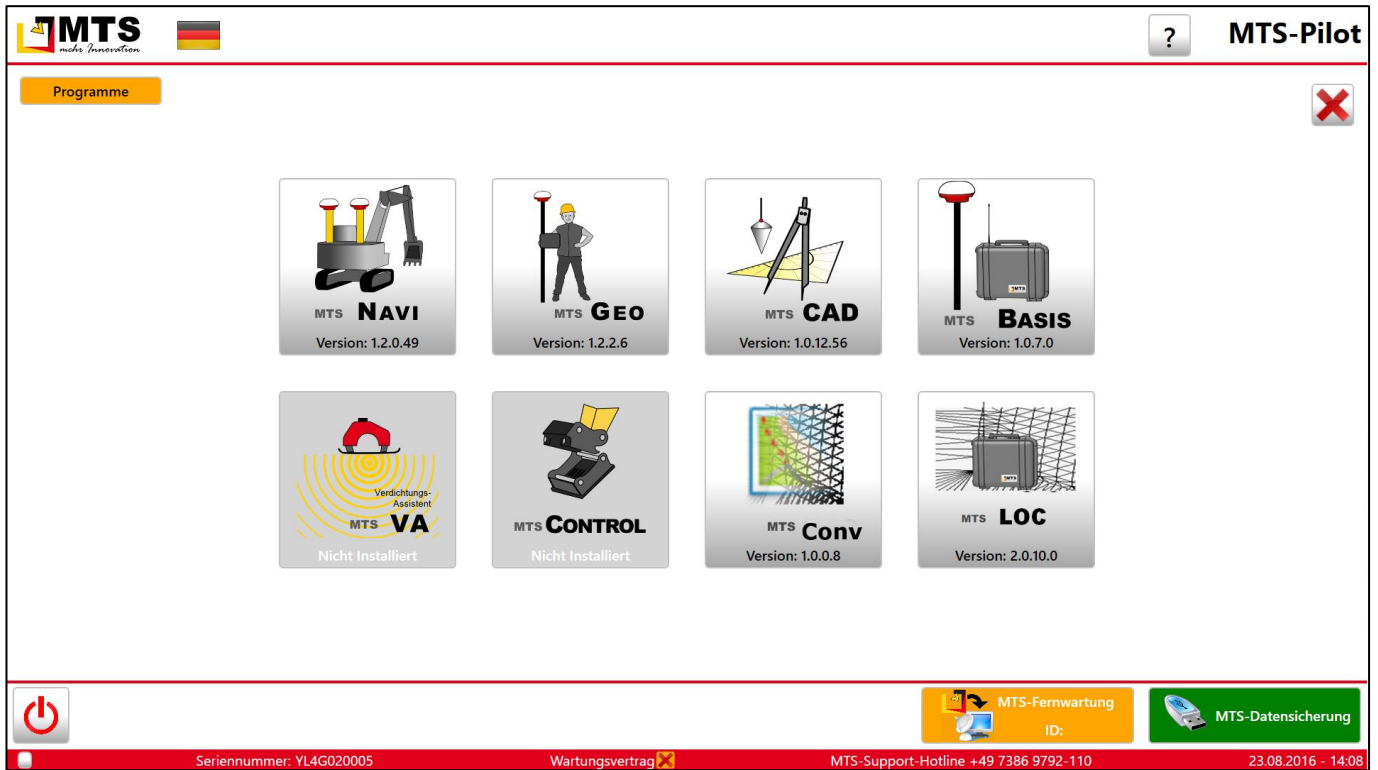 MTS
mehr Innovation
?
MTS-Pilot
Programme
MTS NAVI
Version: 1.2.0.49
MTS GEO
Version: 1.2.2.6
MTS CAD
Version: 1.0.12.56
MTS
MTS BASIS
Version: 1.0.7.0
Verdichtungs-
Assistent
MTS VA
Nicht Installiert
MTS CONTROL
Nicht Installiert
MTS Conv
Version: 1.0.0.8
MTS
MTS LOC
Version: 2.0.10.0
MTS-Fernwartung
ID:
MTS-Datensicherung
Seriennummer: YL4G020005
Wartungsvertrag
MTS-Support-Hotline +49 7386 9792-110
23.08.2016 - 14:08